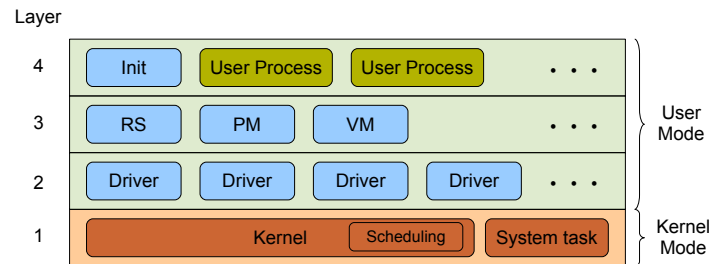 Layer
4 Init User Process User Process . . .
3 RS PM VM . . .
User
Mode
2 Driver Driver Driver Driver . . .
1 Kernel Scheduling System task
Kernel
Mode